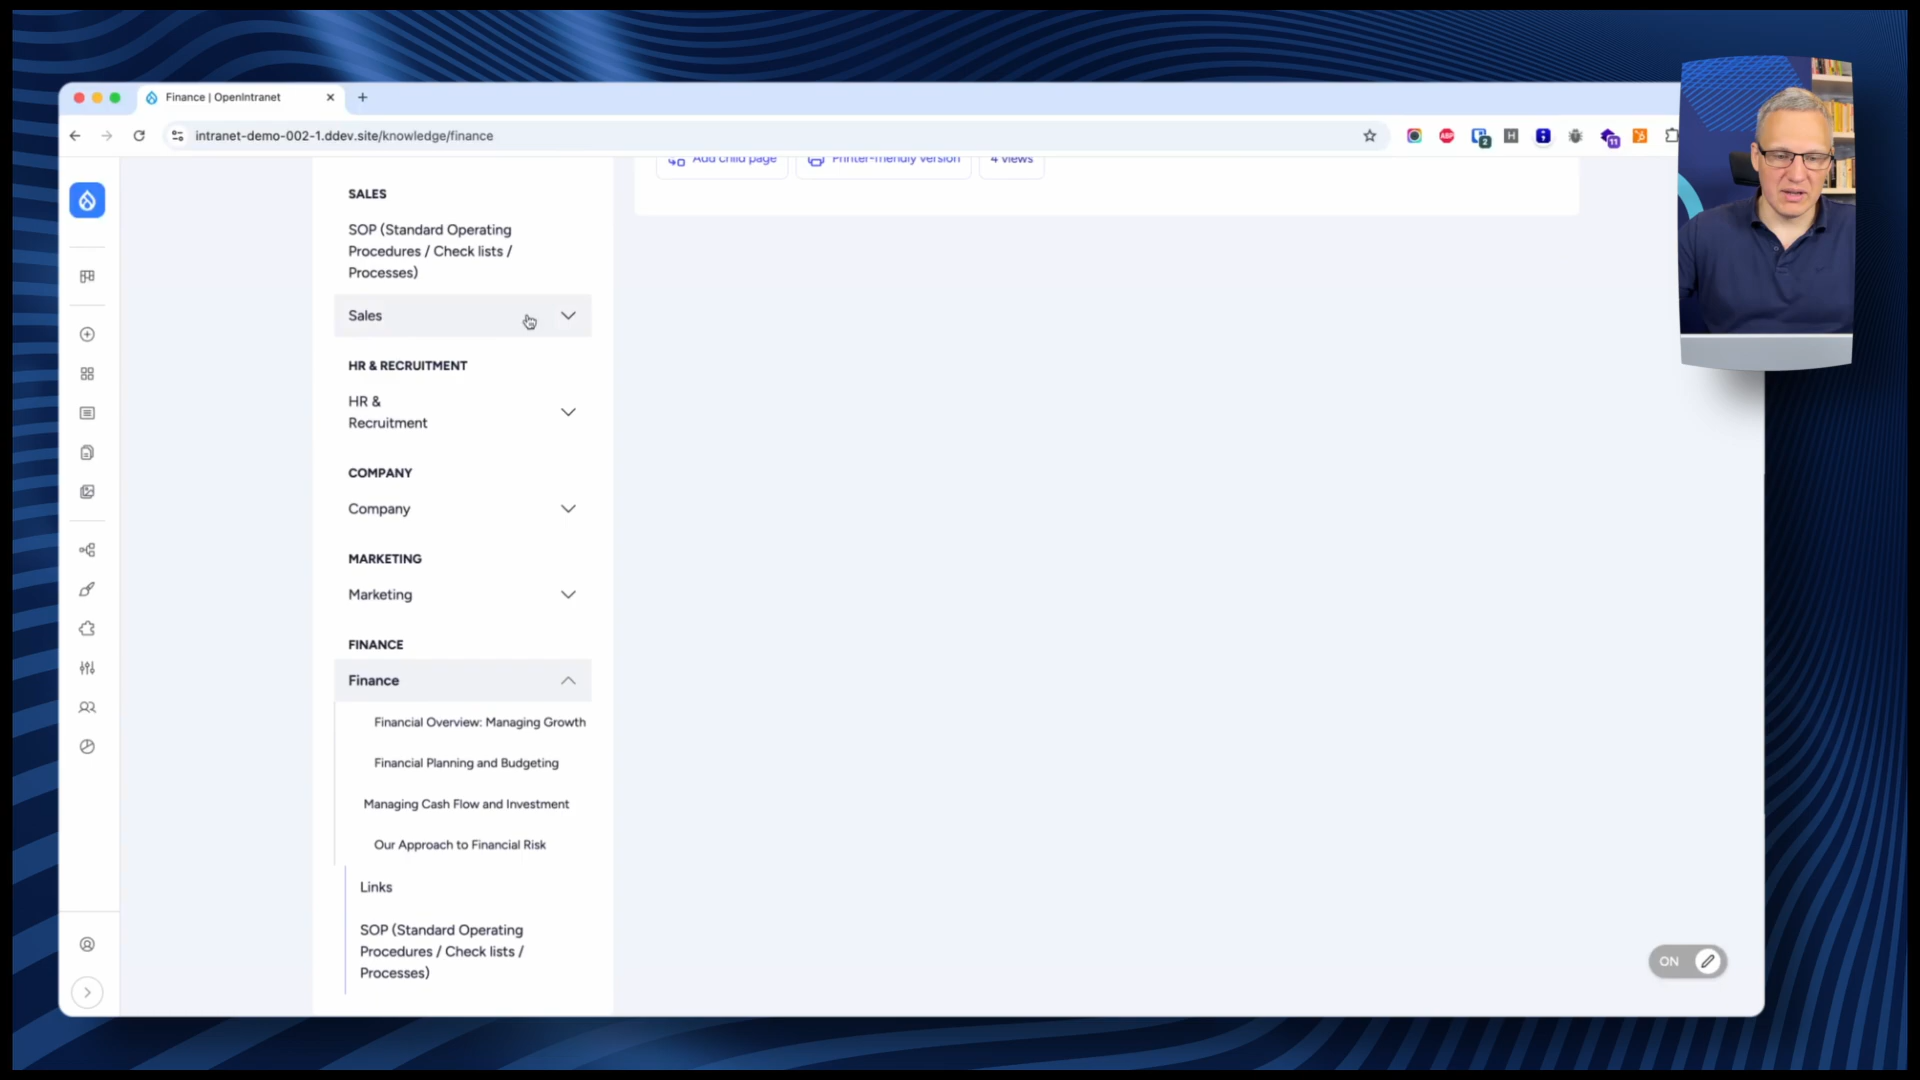 Finance | OpenIntranet
intranet-demo-002-1.ddev.site/knowledge/finance
ABP
2
H
11
Add child page
Printer-friendly version
4 views
SALES
SOP (Standard Operating
Procedures / Check lists /
Processes)
Sales
HR & RECRUITMENT
HR &
Recruitment
COMPANY
Company
MARKETING
Marketing
FINANCE
Finance
Financial Overview: Managing Growth
Financial Planning and Budgeting
Managing Cash Flow and Investment
Our Approach to Financial Risk
Links
SOP (Standard Operating
Procedures / Check lists /
Processes)
ON